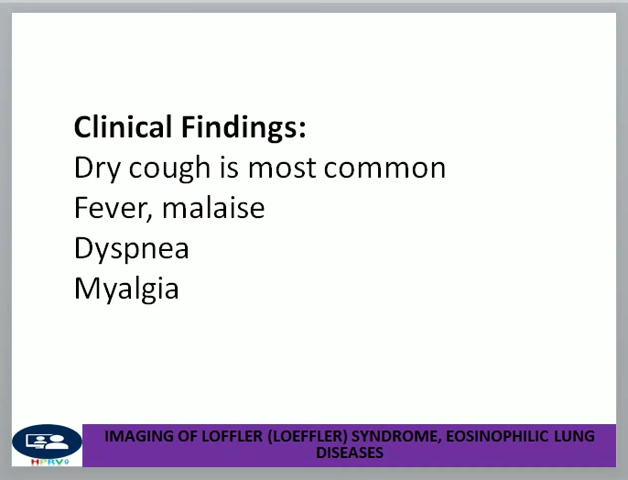 Clinical Findings:
Dry cough is most common
Fever, malaise
Dyspnea
Myalgia
IMAGING OF LOFFLER (LOEFFLER) SYNDROME, EOSINOPHILIC LUNG
DISEASES
HPRV